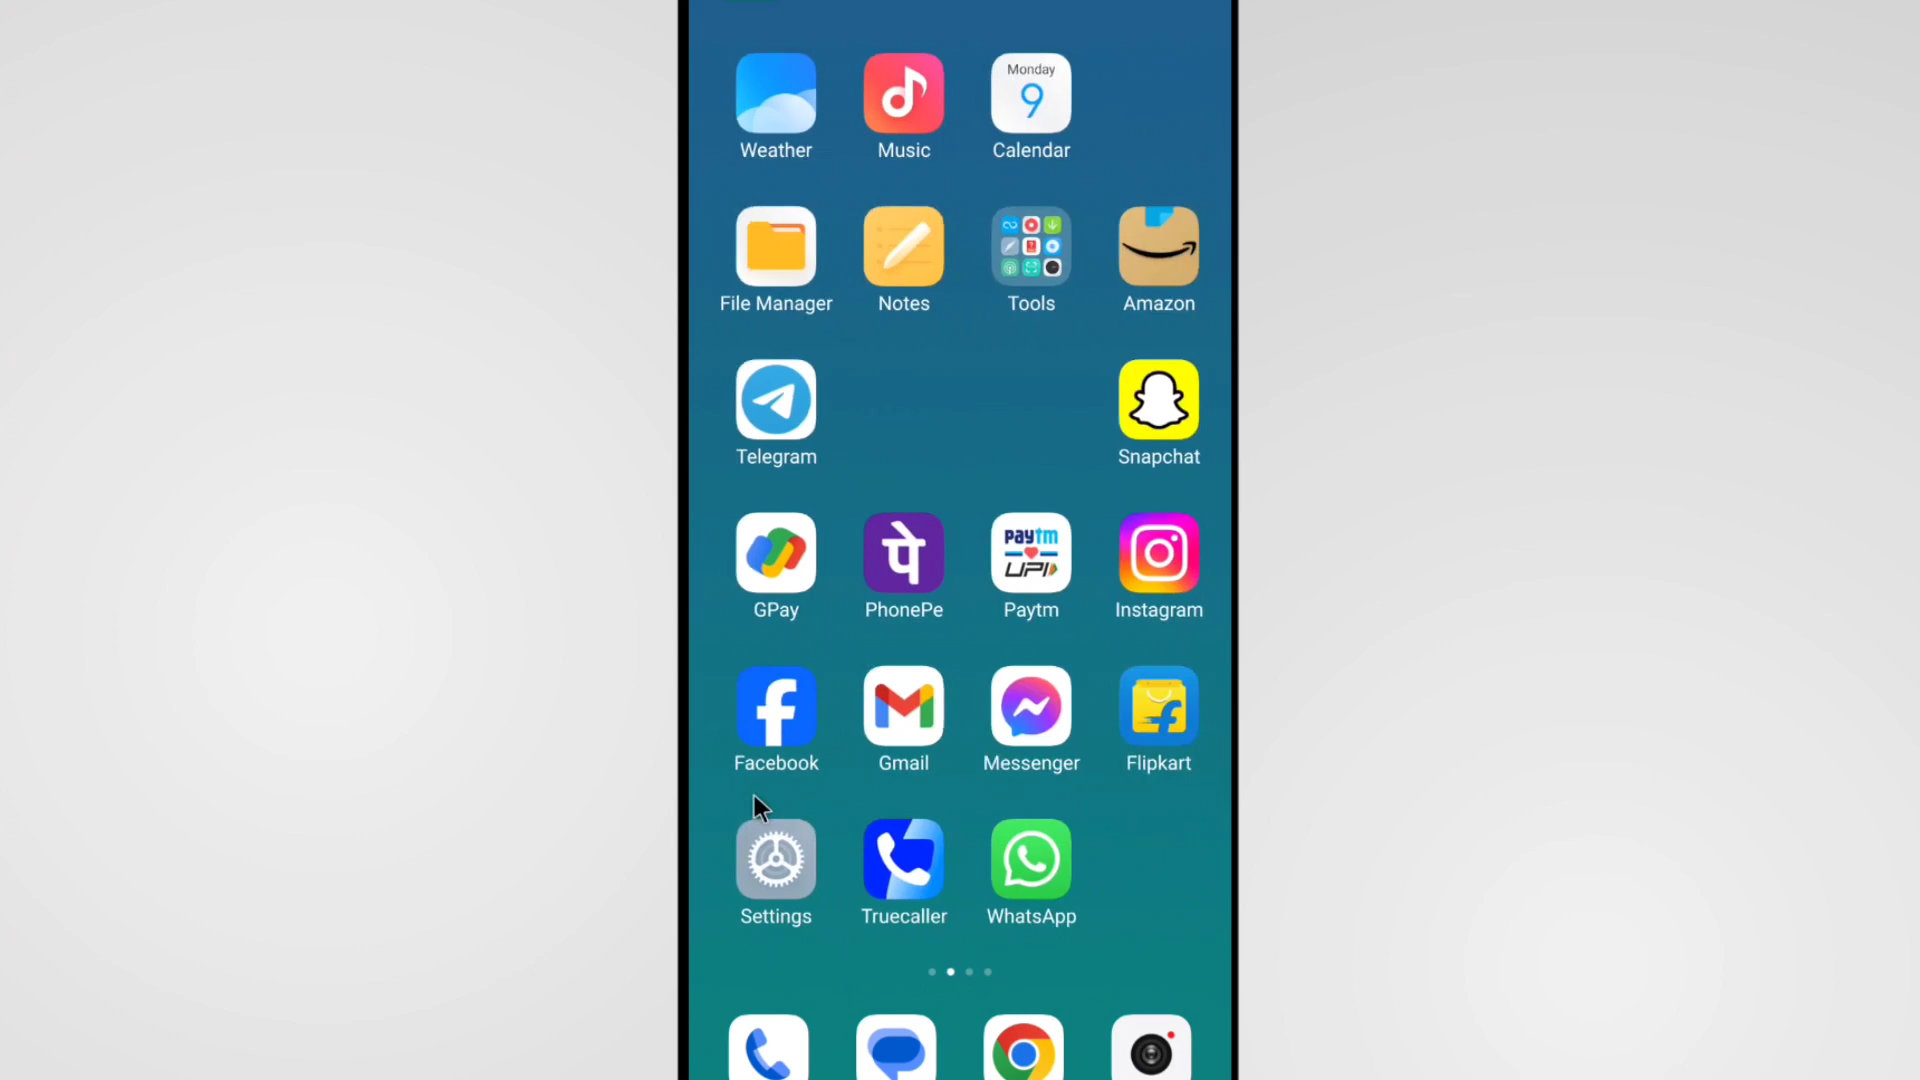 Monday
9
Weather
Music
Calendar
File Manager
Notes
Tools
Amazon
Telegram
Snapchat
पे
paytm
UPI
GPay
PhonePe
Paytm
Instagram
Facebook
Gmail
Messenger
Flipkart
Settings
Truecaller
WhatsApp